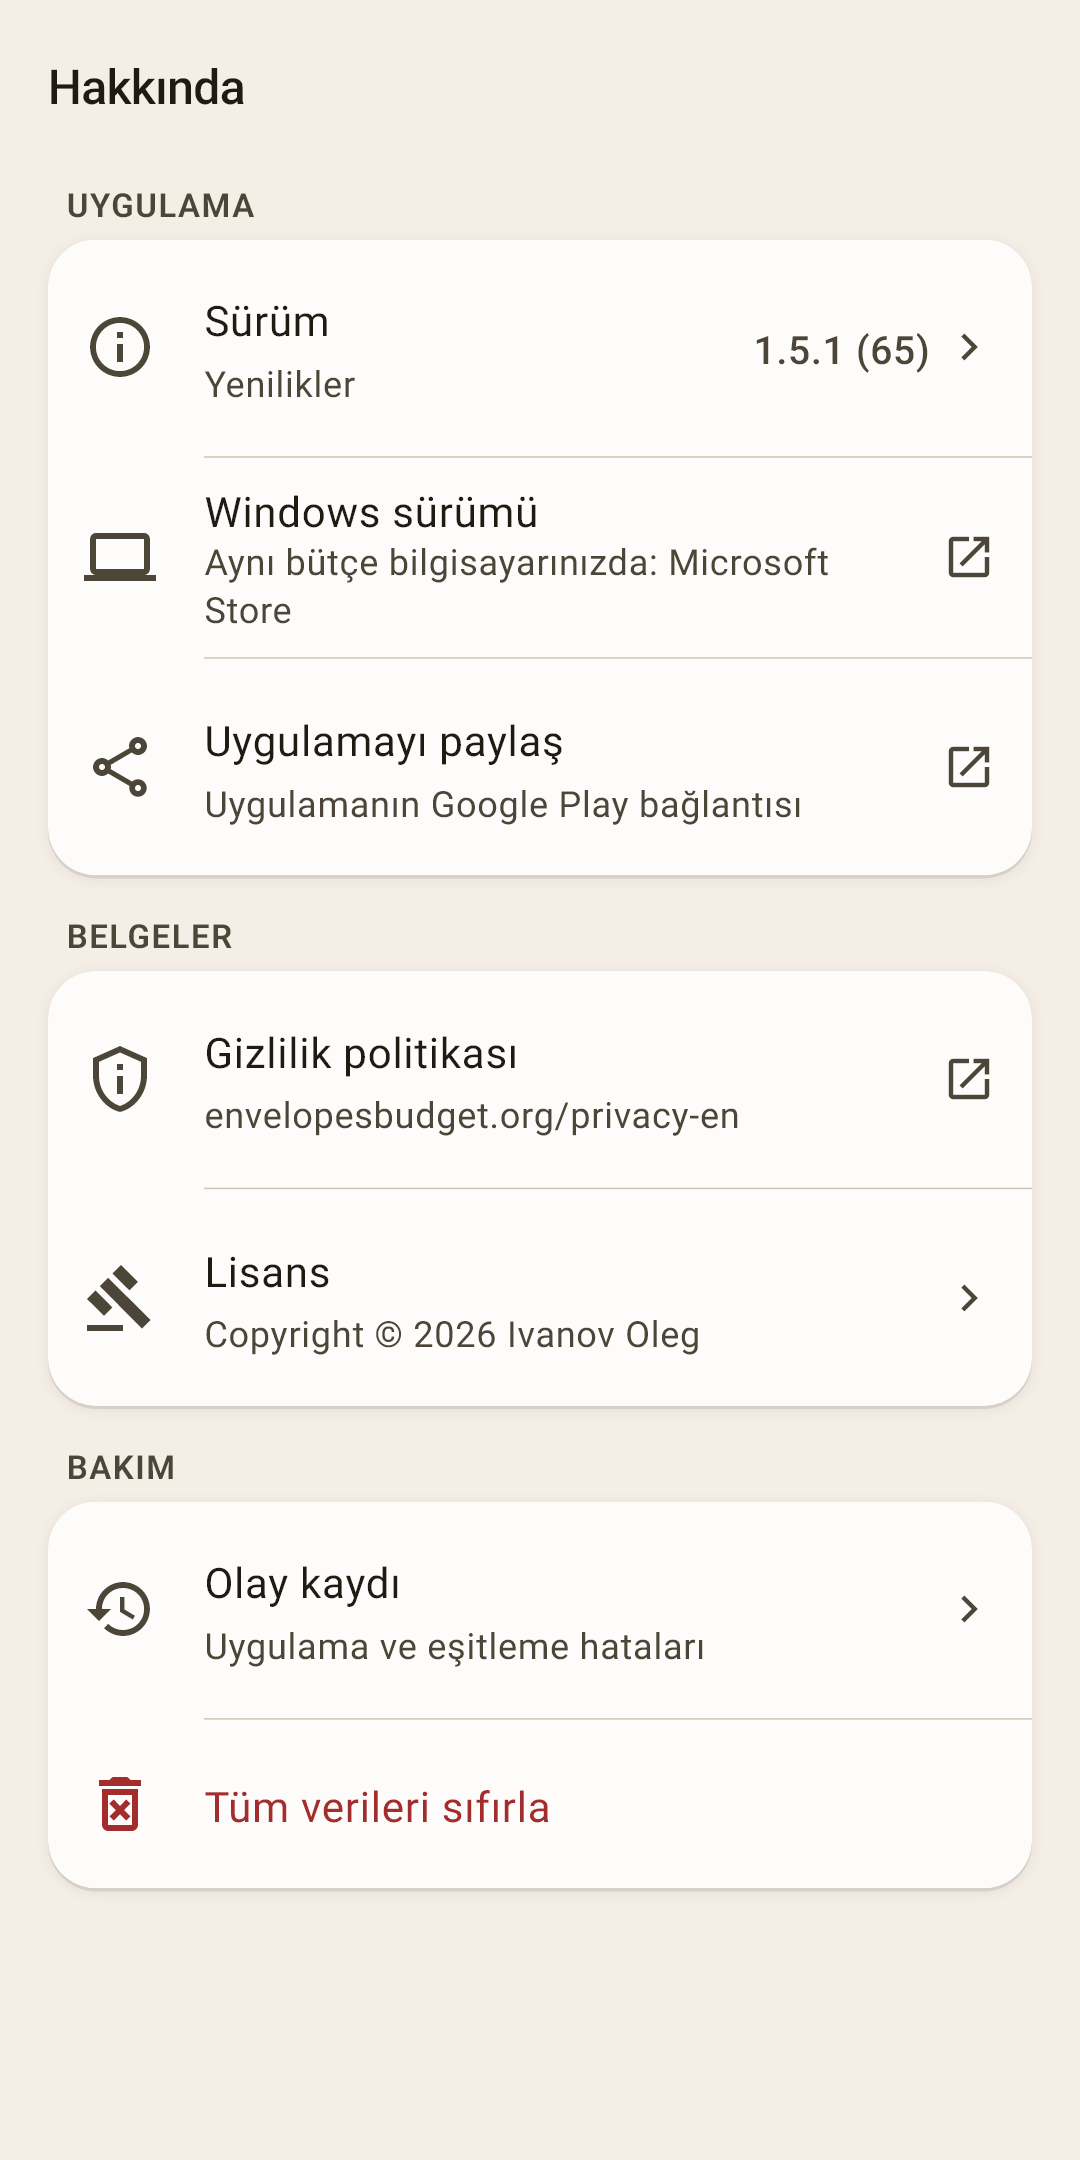 Hakkında
UYGULAMA
Sürüm
Yenilikler
1.5.1 (65)
Windows sürümü
Aynı bütçe bilgisayarınızda: Microsoft
Store
Uygulamayı paylaş
Uygulamanın Google Play bağlantısı
BELGELER
Gizlilik politikası
envelopesbudget.org/privacy-en
Lisans
Copyright © 2026 Ivanov Oleg
BAKIM
Olay kaydı
Uygulama ve eşitleme hataları
Tüm verileri sıfırla